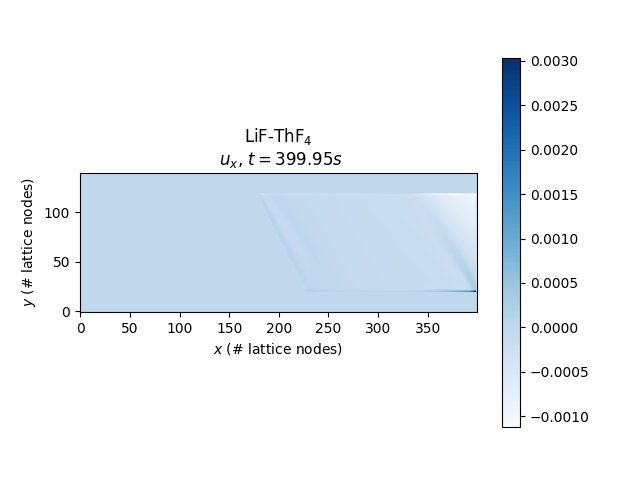 LiF-ThF₄
uₓ, t = 399.95s
y (# lattice nodes)
100
50
0
0 50 100 150 200 250 300 350
x (# lattice nodes)
0.0030
0.0025
0.0020
0.0015
0.0010
0.0005
0.0000
−0.0005
−0.0010